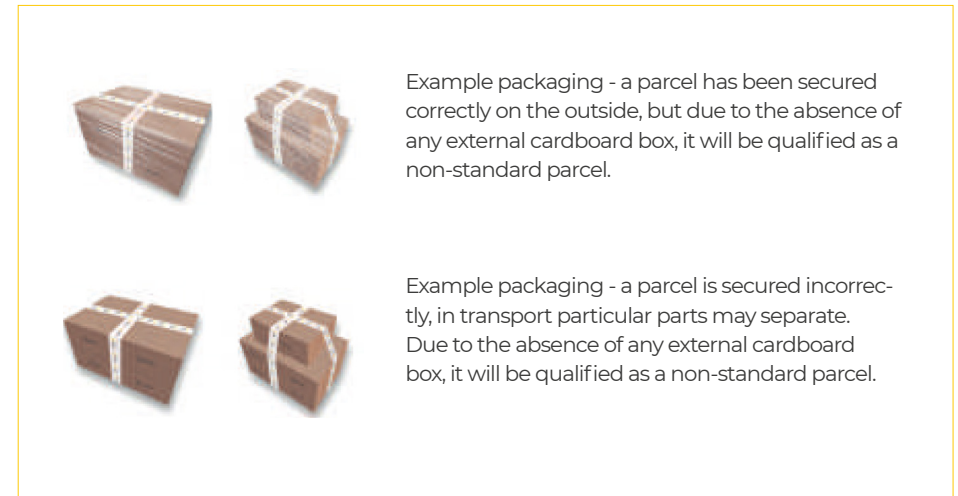 Example packaging - a parcel has been secured
correctly on the outside, but due to the absence of
any external cardboard box, it will be qualified as a
non-standard parcel.
Example packaging - a parcel is secured incorrec-
tly, in transport particular parts may separate.
Due to the absence of any external cardboard
box, it will be qualified as a non-standard parcel.